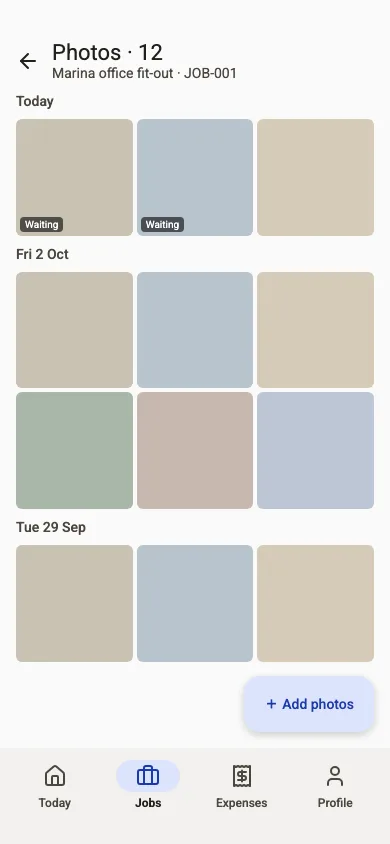 Photos · 12
Marina office fit-out · JOB-001
Today
Waiting
Waiting
Fri 2 Oct
Tue 29 Sep
+ Add photos
Today
Jobs
Expenses
Profile